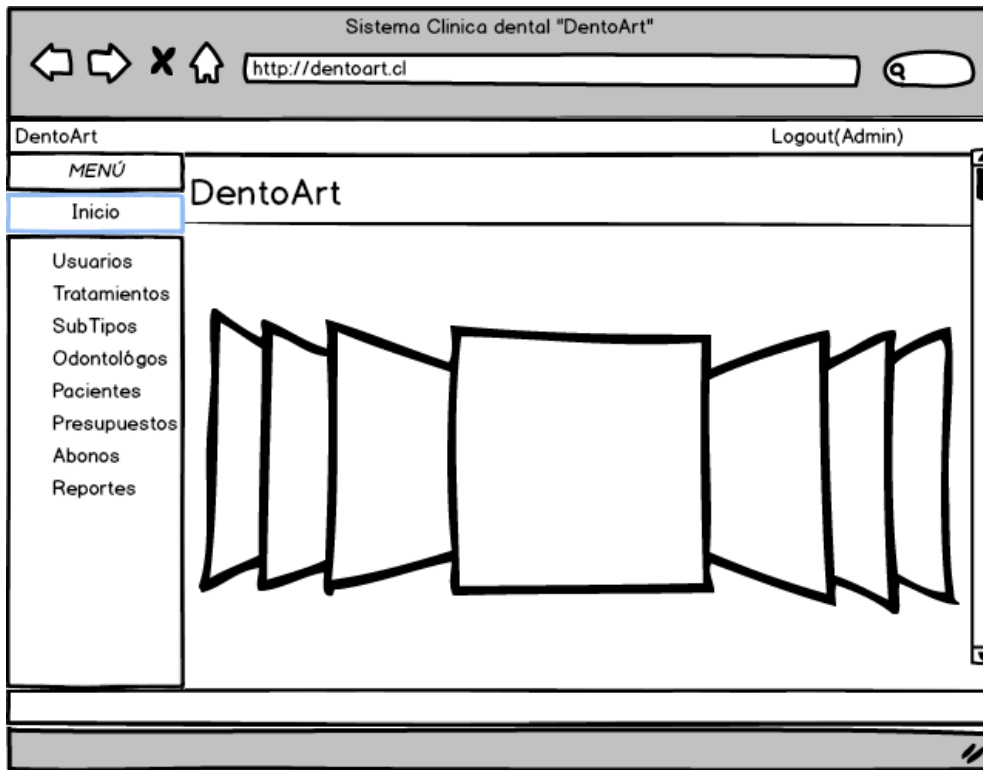 Sistema Clinica dental "DentoArt"
http://dentoart.cl
DentoArt
Logout(Admin)
MENÚ
Inicio
DentoArt
Usuarios
Tratamientos
SubTipos
Odontológos
Pacientes
Presupuestos
Abonos
Reportes